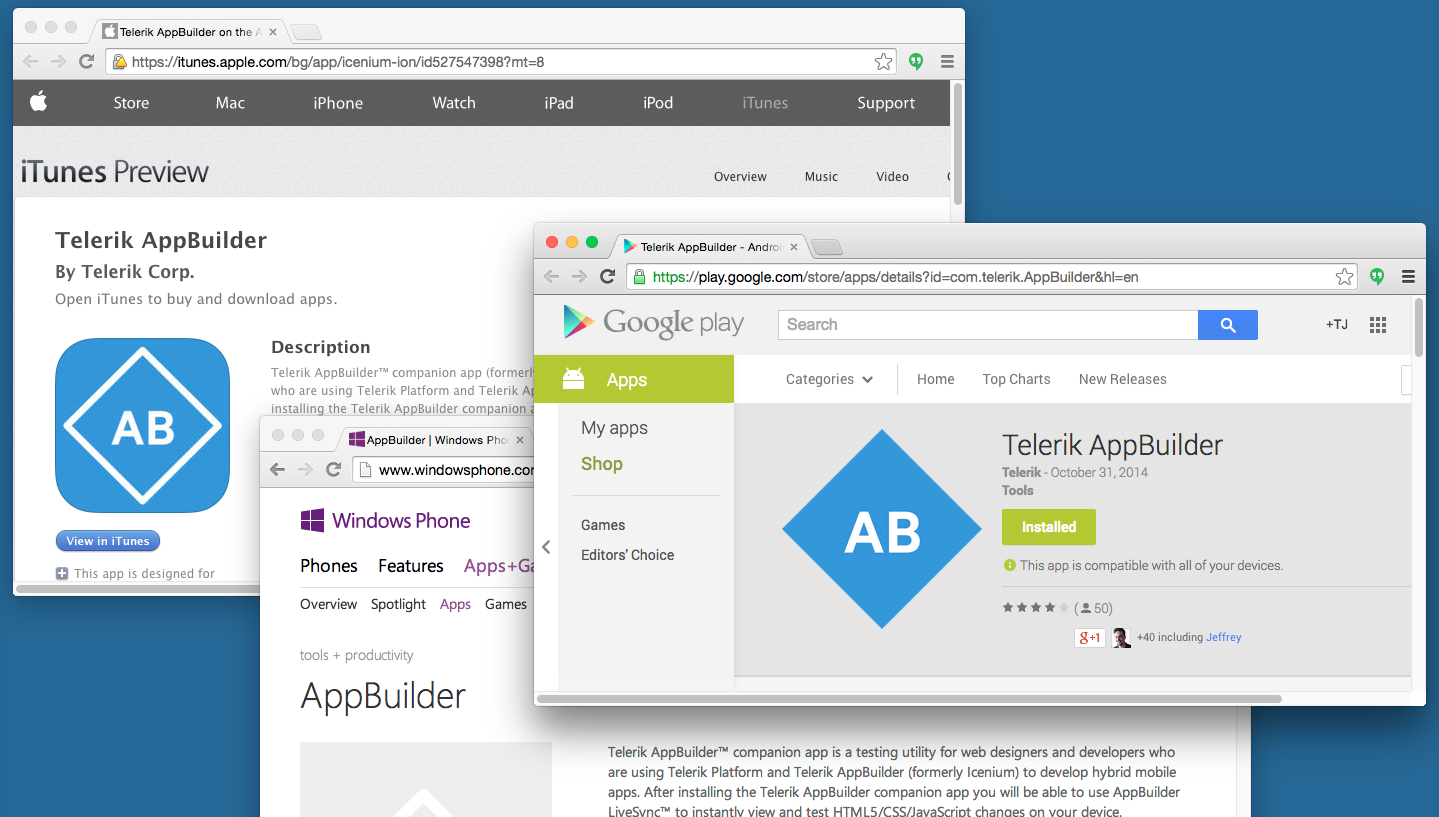 Telerik AppBuilder on the A
https://itunes.apple.com/bg/app/icenium-ion/id527547398?mt=8
Store Mac iPhone Watch iPad iPod iTunes Support
iTunes Preview
Overview Music Video
Telerik AppBuilder
By Telerik Corp.
Open iTunes to buy and download apps.
AB
View in iTunes
This app is designed for
Description
Telerik AppBuilder™ companion app (formerly
who are using Telerik Platform and Telerik Ap
installing the Telerik AppBuilder companion a
AppBuilder | Windows Pho
www.windowsphone.com
Windows Phone
Phones Features Apps+Ga
Overview Spotlight Apps Games
tools + productivity
AppBuilder
Telerik AppBuilder™ companion app is a testing utility for web designers and developers who
are using Telerik Platform and Telerik AppBuilder (formerly Icenium) to develop hybrid mobile
apps. After installing the Telerik AppBuilder companion app you will be able to use AppBuilder
LiveSync™ to instantly view and test HTML5/CSS/JavaScript changes on your device.
Telerik AppBuilder - Androi
https://play.google.com/store/apps/details?id=com.telerik.AppBuilder&hl=en
Google play
Search
+TJ
Apps
Categories Home Top Charts New Releases
My apps
Shop
Games
Editors' Choice
AB
Telerik AppBuilder
Telerik - October 31, 2014
Tools
Installed
This app is compatible with all of your devices.
(50)
g+1 +40 including Jeffrey